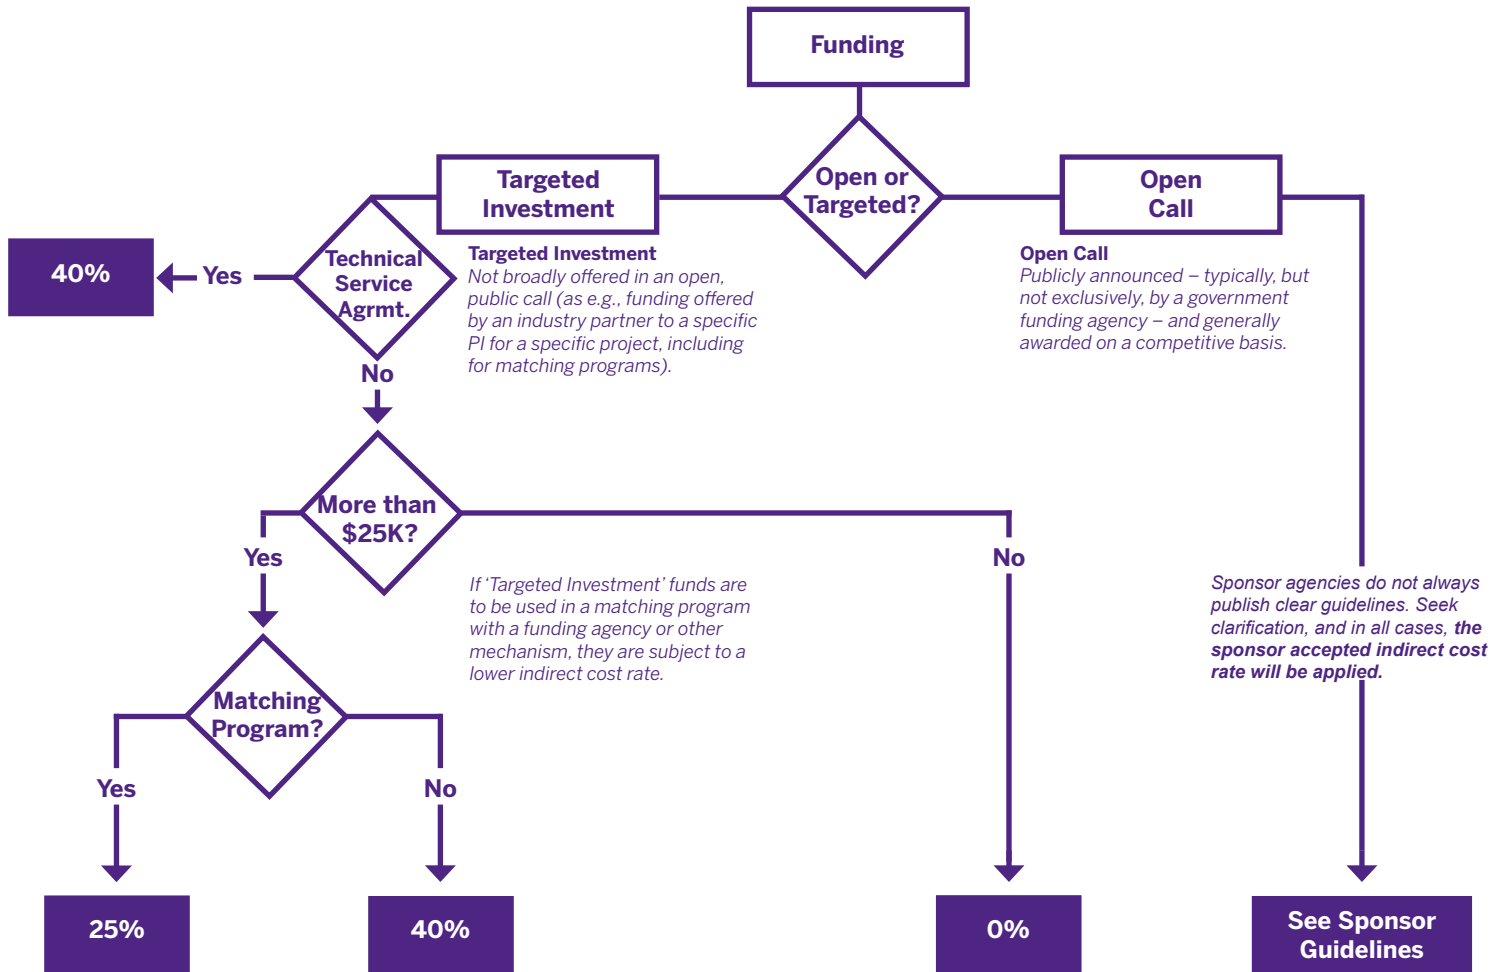 Funding
Open or
Targeted?
Targeted
Investment
Open
Call
Targeted Investment
Not broadly offered in an open,
public call (as e.g., funding offered
by an industry partner to a specific
PI for a specific project, including
for matching programs).
Open Call
Publicly announced – typically, but
not exclusively, by a government
funding agency – and generally
awarded on a competitive basis.
Technical
Service
Agrmt.
Yes
40%
No
More than
$25K?
Yes
No
If ‘Targeted Investment’ funds are
to be used in a matching program
with a funding agency or other
mechanism, they are subject to a
lower indirect cost rate.
Sponsor agencies do not always
publish clear guidelines. Seek
clarification, and in all cases, the
sponsor accepted indirect cost
rate will be applied.
Matching
Program?
Yes
No
25%
40%
0%
See Sponsor
Guidelines